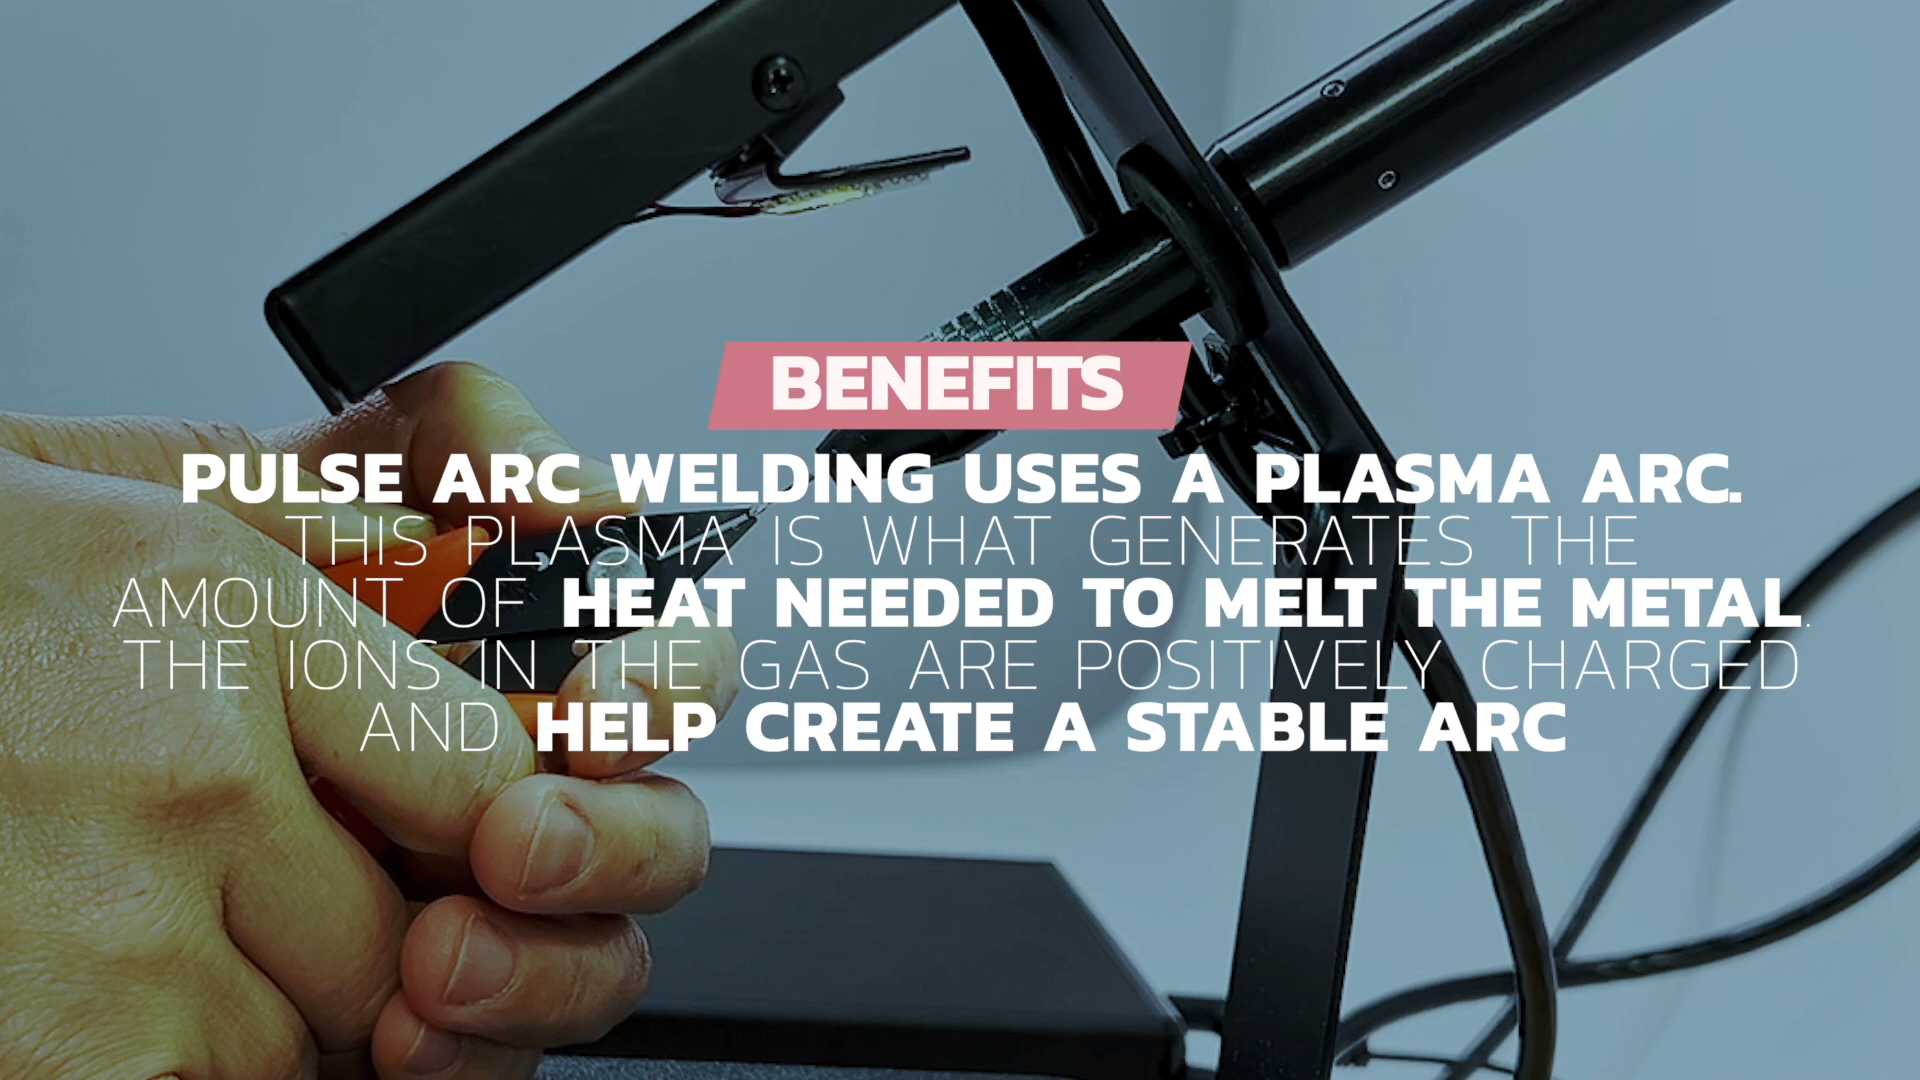 BENEFITS
PULSE ARC WELDING USES A PLASMA ARC.
THIS PLASMA IS WHAT GENERATES THE
AMOUNT OF HEAT NEEDED TO MELT THE METAL.
THE IONS IN THE GAS ARE POSITIVELY CHARGED
AND HELP CREATE A STABLE ARC